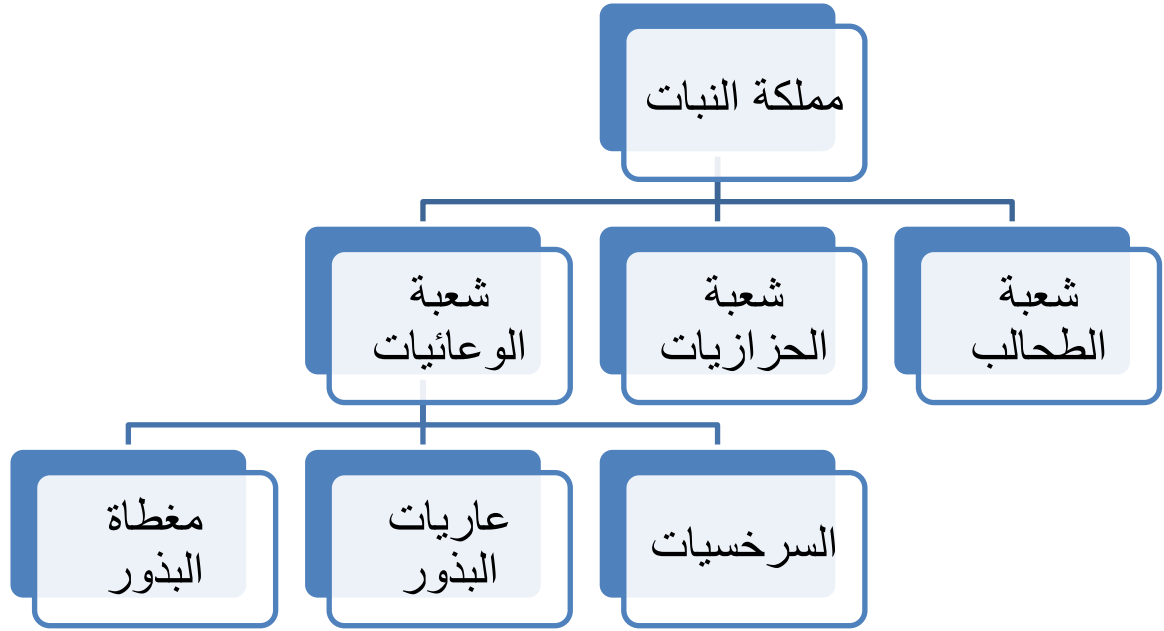 مملكة النبات
شعبة
الطحالب
شعبة
الحزازيات
شعبة
الوعائيات
السرخسيات
عاريات
البذور
مغطاة
البذور